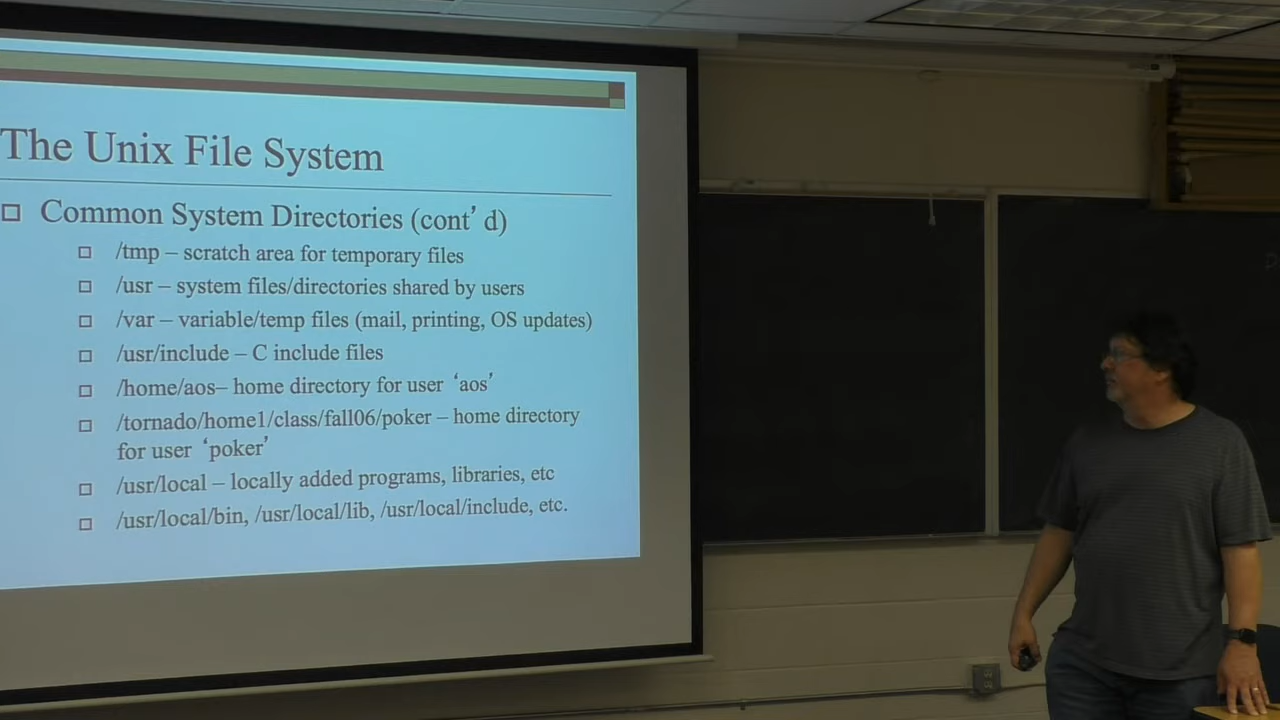 The Unix File System
Common System Directories (cont’d)
/tmp – scratch area for temporary files
/usr – system files/directories shared by users
/var – variable/temp files (mail, printing, OS updates)
/usr/include – C include files
/home/aos– home directory for user ‘aos’
/tornado/home1/class/fall06/poker – home directory
for user ‘poker’
/usr/local – locally added programs, libraries, etc
/usr/local/bin, /usr/local/lib, /usr/local/include, etc.